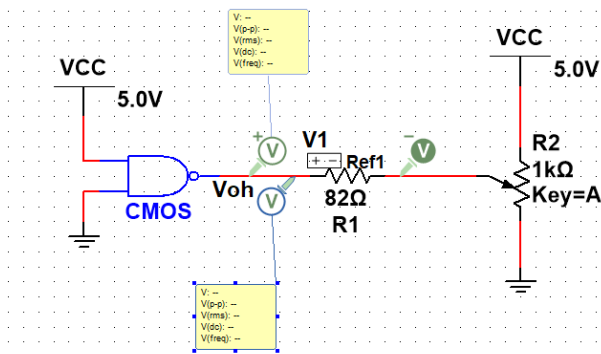 V: --
V(p-p): --
V(rms): --
V(dc): --
V(freq): --
VCC
5.0V
VCC
5.0V
+
V
V1
+ -
Ref1
-
V
Voh
V
82Ω
R1
CMOS
R2
1kΩ
Key=A
V: --
V(p-p): --
V(rms): --
V(dc): --
V(freq): --